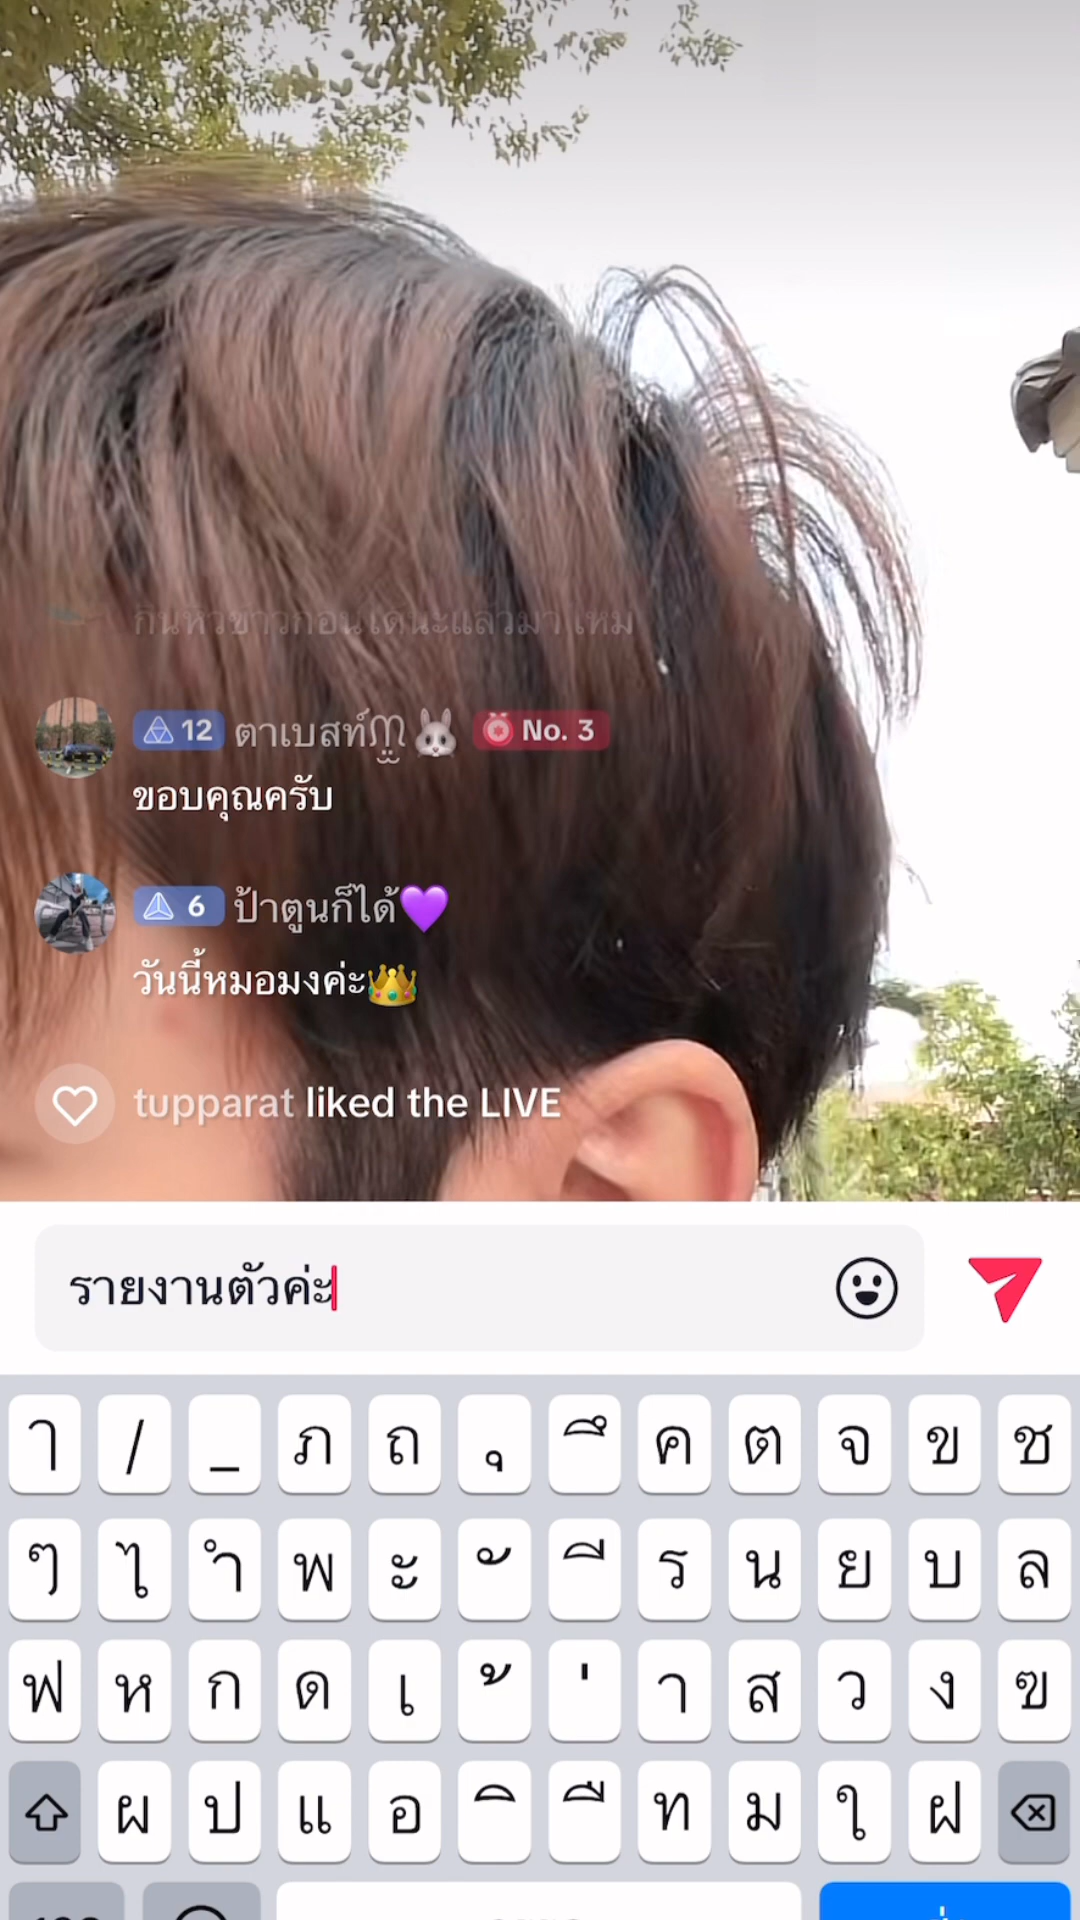 12 ตาเบสท์ത 🐰 No. 3
ขอบคุณครับ
6 ป้าตูนก็ได้💜
วันนี้หมอมงค่ะ👑
tupparat liked the LIVE
รายงานตัวค่ะ
ๅ / _ ภ ถ ุ ึ ค ต จ ข ช
ๆ ไ ำ พ ะ ั ี ร น ย บ ล
ฟ ห ก ด เ ้ ่ า ส ว ง ฃ
ผ ป แ อ ิ ื ท ม ใ ฝ